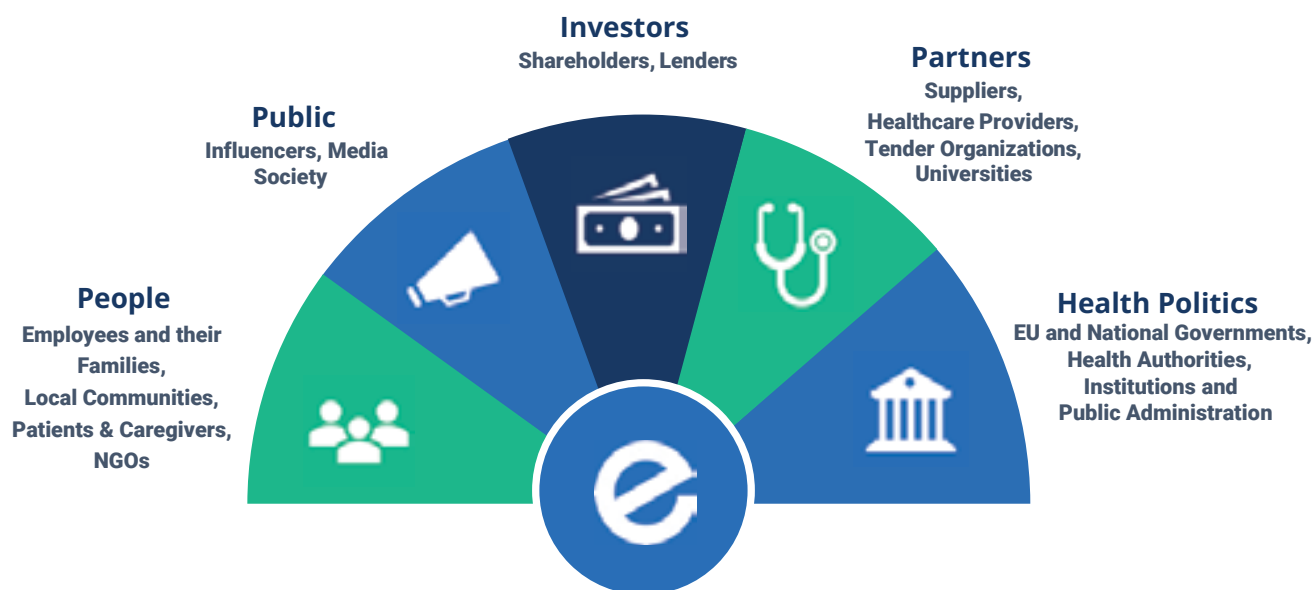 Investors
Shareholders, Lenders
Partners
Suppliers,
Healthcare Providers,
Tender Organizations,
Universities
Public
Influencers, Media
Society
People
Employees and their
Families,
Local Communities,
Patients & Caregivers,
NGOs
Health Politics
EU and National Governments,
Health Authorities,
Institutions and
Public Administration
e